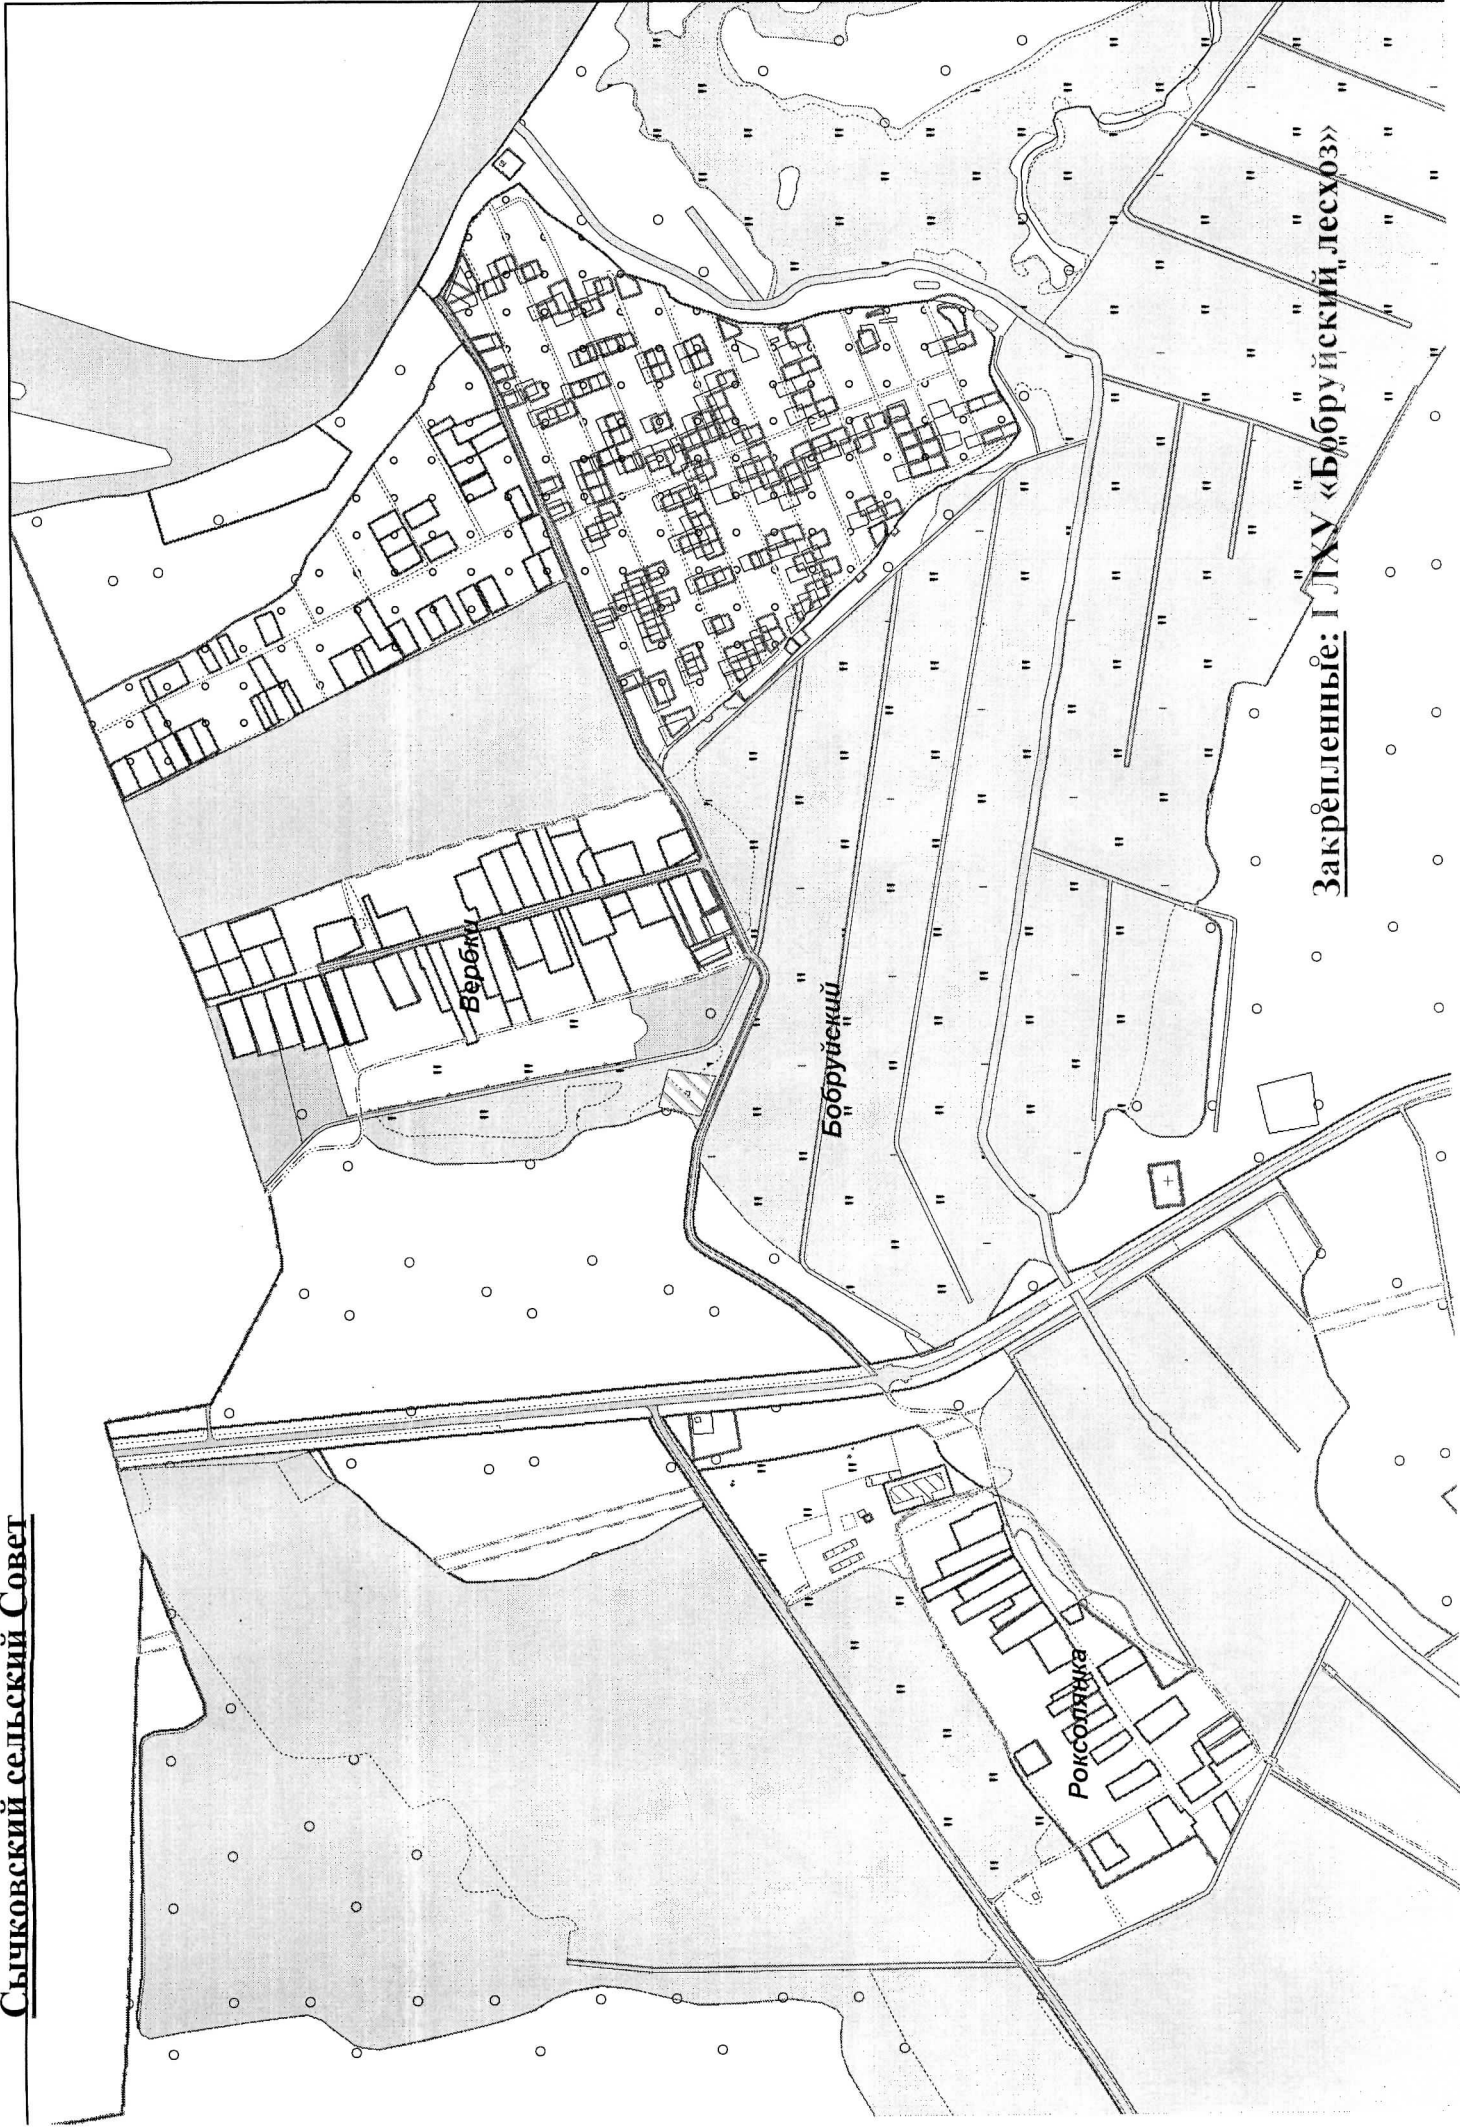 Сычковский сельский Совет
Вербки
Бобруйский
Роксолянка
Закрепленные: ГЛХУ «Бобруйский лесхоз»